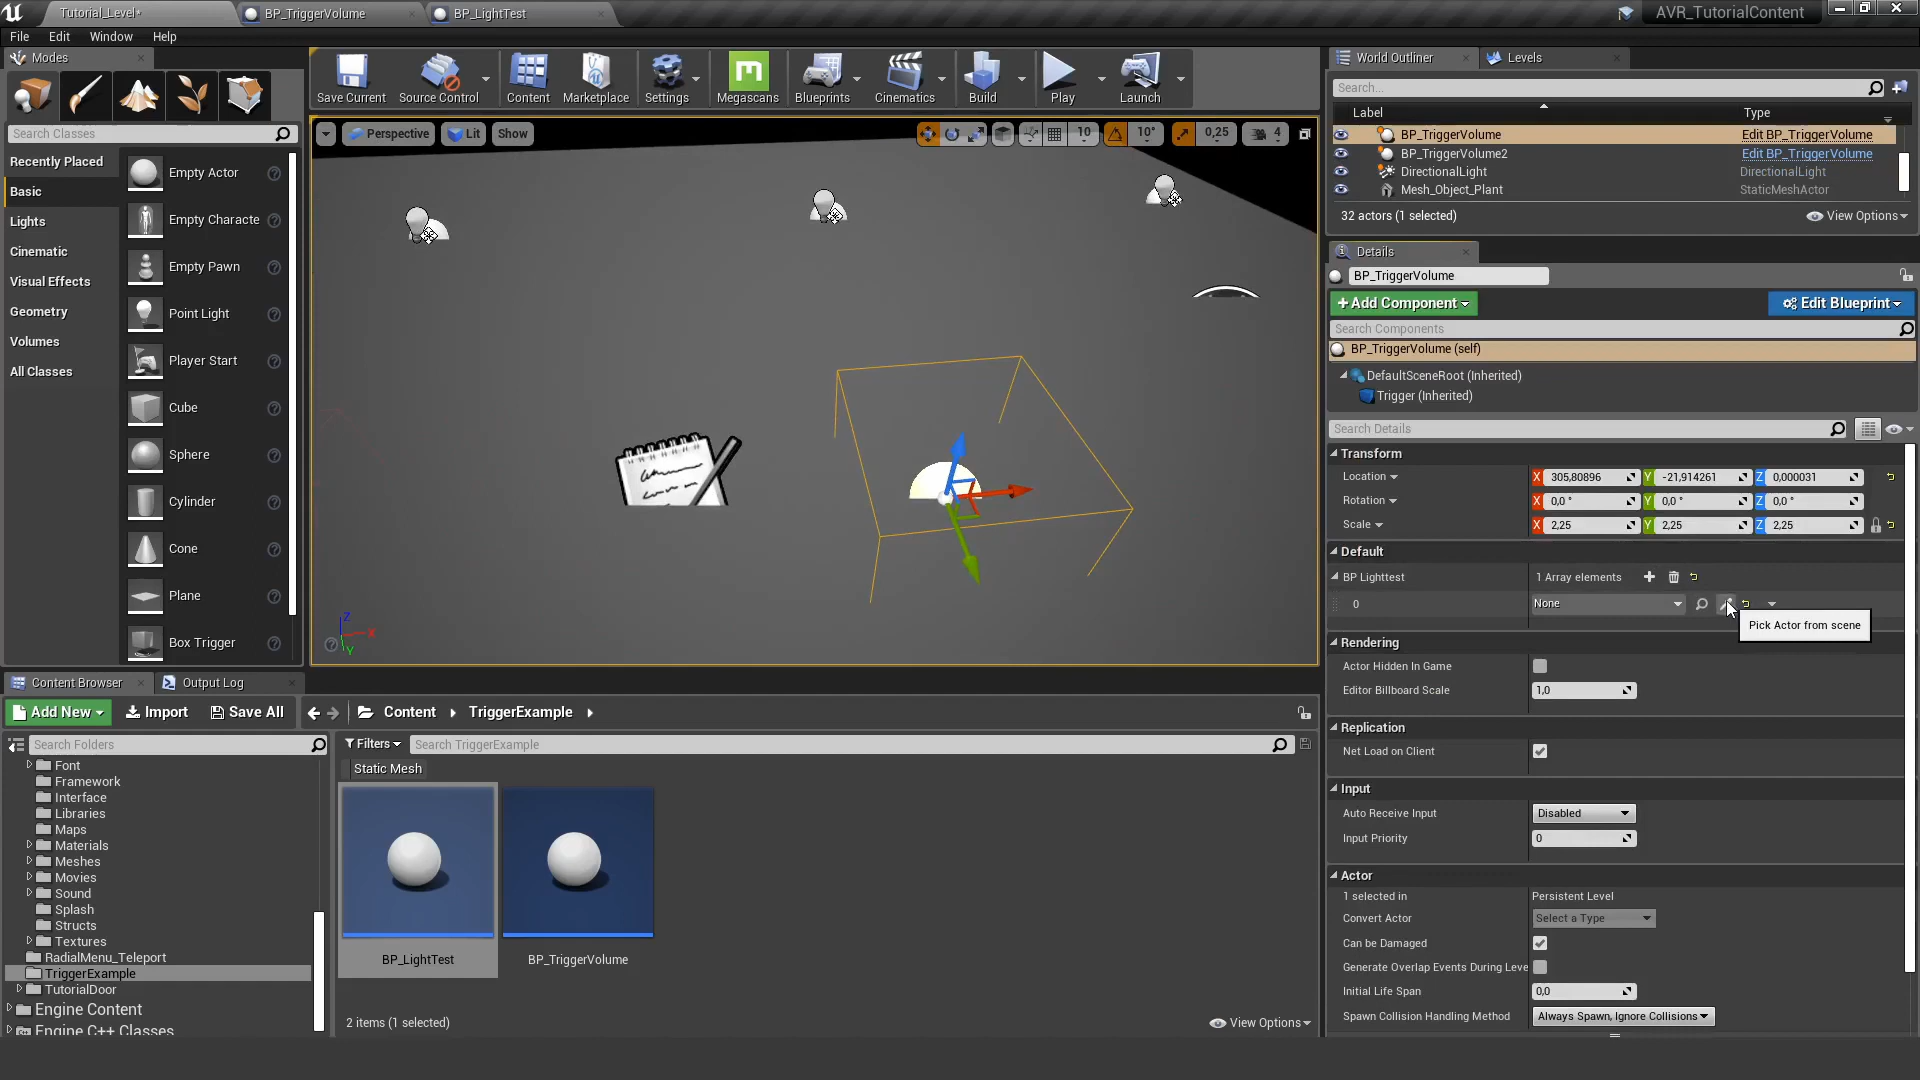 Tutorial_Level*
BP_TriggerVolume
BP_LightTest
AVR_TutorialContent
File Edit Window Help
Modes
Search Classes
Recently Placed
Basic
Lights
Cinematic
Visual Effects
Geometry
Volumes
All Classes
Empty Actor
Empty Characte
Empty Pawn
Point Light
Player Start
Cube
Sphere
Cylinder
Cone
Plane
Box Trigger
Save Current
Source Control
Content
Marketplace
Settings
Megascans
Blueprints
Cinematics
Build
Play
Launch
Perspective
Lit
Show
10
10°
0,25
4
Z
X
Y
World Outliner
Levels
Search...
Label Type
BP_TriggerVolume Edit BP_TriggerVolume
BP_TriggerVolume2 Edit BP_TriggerVolume
DirectionalLight DirectionalLight
Mesh_Object_Plant StaticMeshActor
32 actors (1 selected) View Options
Details
BP_TriggerVolume
+Add Component
Edit Blueprint
Search Components
BP_TriggerVolume (self)
DefaultSceneRoot (Inherited)
Trigger (Inherited)
Search Details
Transform
Location X 305,80896 Y -21,914261 Z 0,000031
Rotation X 0,0 ° Y 0,0 ° Z 0,0 °
Scale X 2,25 Y 2,25 Z 2,25
Default
BP Lighttest 1 Array elements
0 None
Pick Actor from scene
Rendering
Actor Hidden In Game
Editor Billboard Scale 1,0
Replication
Net Load on Client
Input
Auto Receive Input Disabled
Input Priority 0
Actor
1 selected in Persistent Level
Convert Actor Select a Type
Can be Damaged
Generate Overlap Events During Leve
Initial Life Span 0,0
Spawn Collision Handling Method Always Spawn, Ignore Collisions
Content Browser
Output Log
Add New Import Save All
Content TriggerExample
Search Folders
Filters
Search TriggerExample
Static Mesh
Font
Framework
Interface
Libraries
Maps
Materials
Meshes
Movies
Sound
Splash
Structs
Textures
RadialMenu_Teleport
TriggerExample
TutorialDoor
Engine Content
Engine C++ Classes
BP_LightTest
BP_TriggerVolume
2 items (1 selected)
View Options